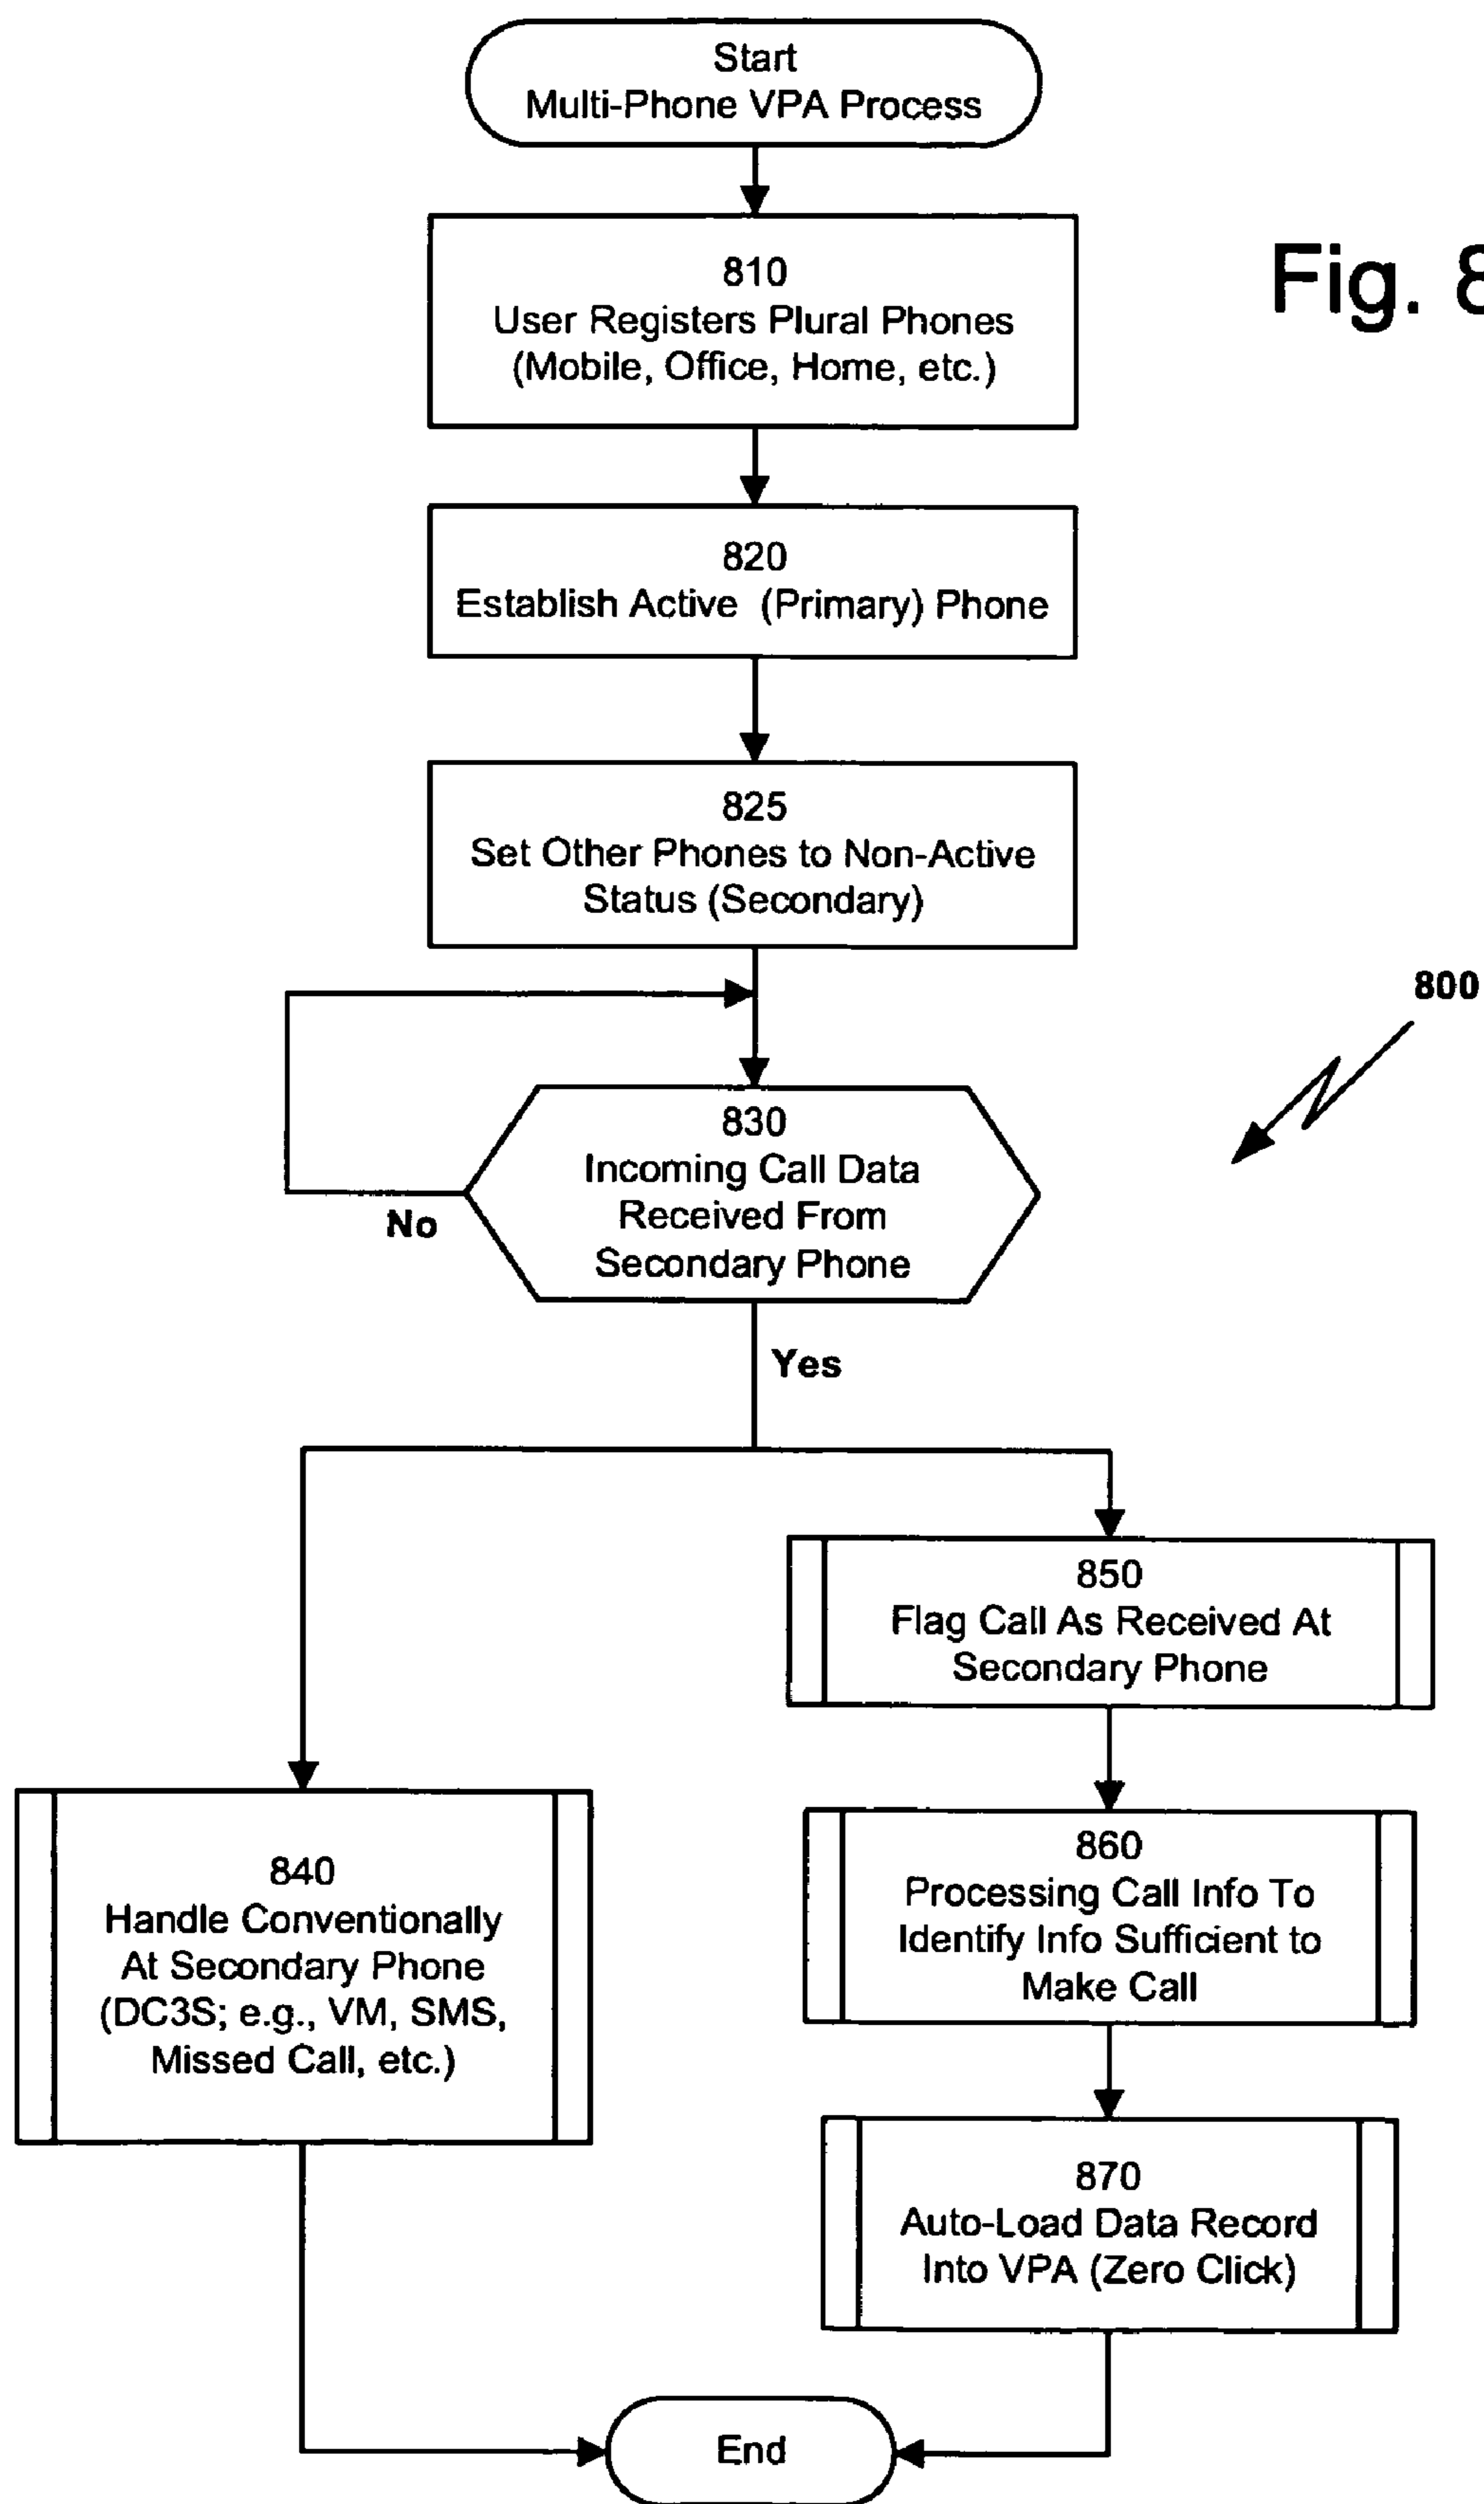 Start
Multi-Phone VPA Process
Fig. 8
810
User Registers Plural Phones
(Mobile, Office, Home, etc.)
820
Establish Active (Primary) Phone
825
Set Other Phones to Non-Active
Status (Secondary)
800
830
Incoming Call Data
Received From
Secondary Phone
No
Yes
850
Flag Call As Received At
Secondary Phone
840
Handle Conventionally
At Secondary Phone
(DC3S; e.g., VM, SMS,
Missed Call, etc.)
860
Processing Call Info To
Identify Info Sufficient to
Make Call
870
Auto-Load Data Record
Into VPA (Zero Click)
End